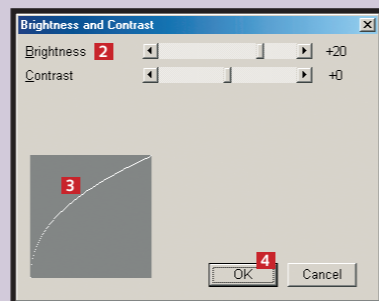 Brightness and Contrast
Brightness 2 +20
Contrast +0
3
4
OK Cancel